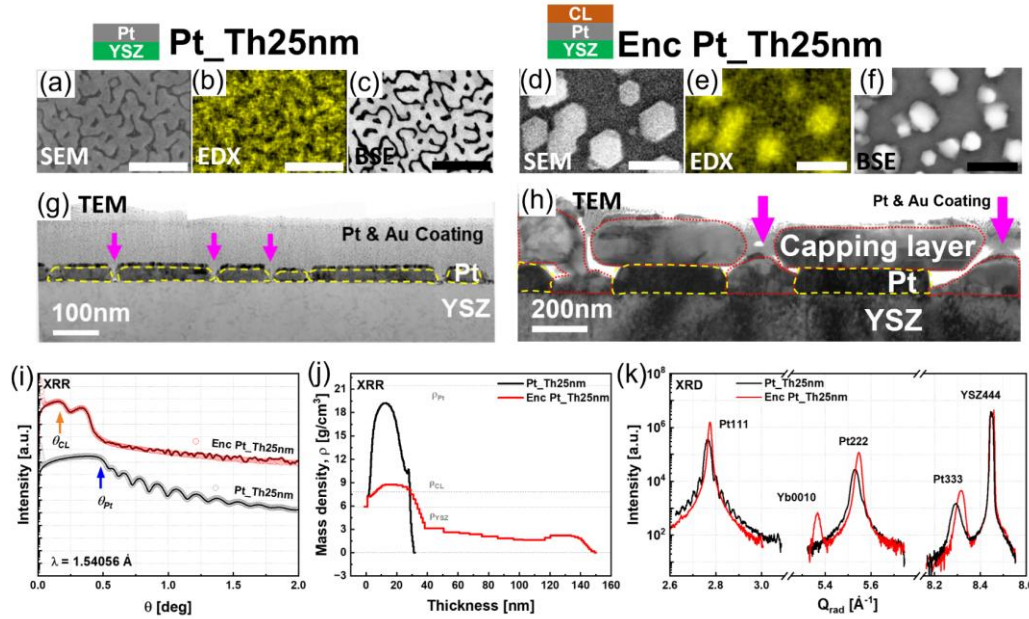 Pt
YSZ
Pt_Th25nm
CL
Pt
YSZ
Enc Pt_Th25nm
(a)
SEM
(b)
EDX
(c)
BSE
(d)
SEM
(e)
EDX
(f)
BSE
(g) TEM
Pt & Au Coating
Pt
YSZ
100nm
(h) TEM
Pt & Au Coating
Capping layer
Pt
YSZ
200nm
(i)
XRR
θCL
θPt
Enc Pt_Th25nm
Pt_Th25nm
λ = 1.54056 Å
Intensity [a.u.]
0.0 0.5 1.0 1.5 2.0
θ [deg]
(j)
XRR
Pt_Th25nm
Enc Pt_Th25nm
ρPt
ρCL
ρYSZ
Mass density, ρ [g/cm³]
21
18
15
12
9
6
3
0
−3
0 20 40 60 80 100 120 140 160
Thickness [nm]
(k)
XRD
Pt_Th25nm
Enc Pt_Th25nm
YSZ444
Pt111
Pt222
Yb0010
Pt333
Intensity [a.u.]
10⁸
10⁶
10⁴
10²
2.6 2.8 3.0 5.4 5.6 8.2 8.4 8.6
Qrad [Å⁻¹]